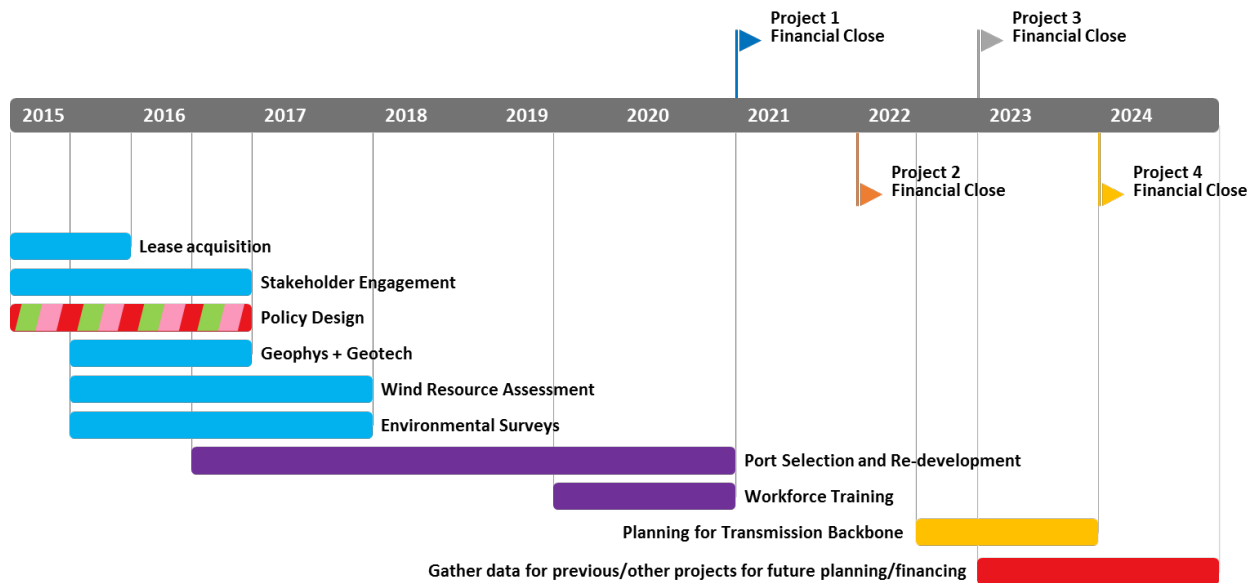 Project 1
Financial Close
Project 3
Financial Close
2015 2016 2017 2018 2019 2020 2021 2022 2023 2024
Project 2
Financial Close
Project 4
Financial Close
Lease acquisition
Stakeholder Engagement
Policy Design
Geophys + Geotech
Wind Resource Assessment
Environmental Surveys
Port Selection and Re-development
Workforce Training
Planning for Transmission Backbone
Gather data for previous/other projects for future planning/financing